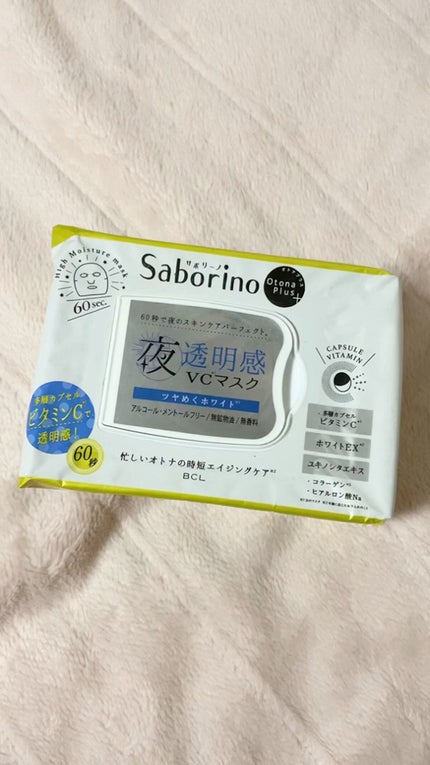 High Moisture mask
60 sec.
サボリーノ
Saborino
オトナプラス
Otona
Plus+
60秒で夜のスキンケアパーフェクト。
夜透明感
VCマスク
ツヤめくホワイト
アルコール・メントールフリー/無鉱物油/無香料
多層カプセル
ビタミンCで
透明感!
60秒
忙しいオトナの時短エイジングケア※2
BCL
CAPSULE
VITAMIN
・多層カプセル
ビタミンC
ホワイトEX
ユキノシタエキス
・コラーゲン
・ヒアルロン酸Na